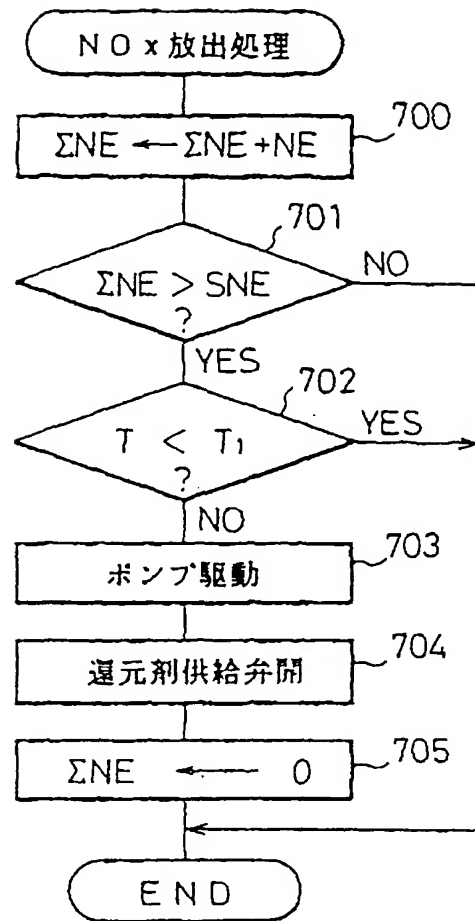 NOx放出処理
700
ΣNE ← ΣNE+NE
701
ΣNE > SNE
?
NO
YES
702
T < T₁
?
YES
NO
703
ポンプ駆動
704
還元剤供給弁開
705
ΣNE ← 0
END